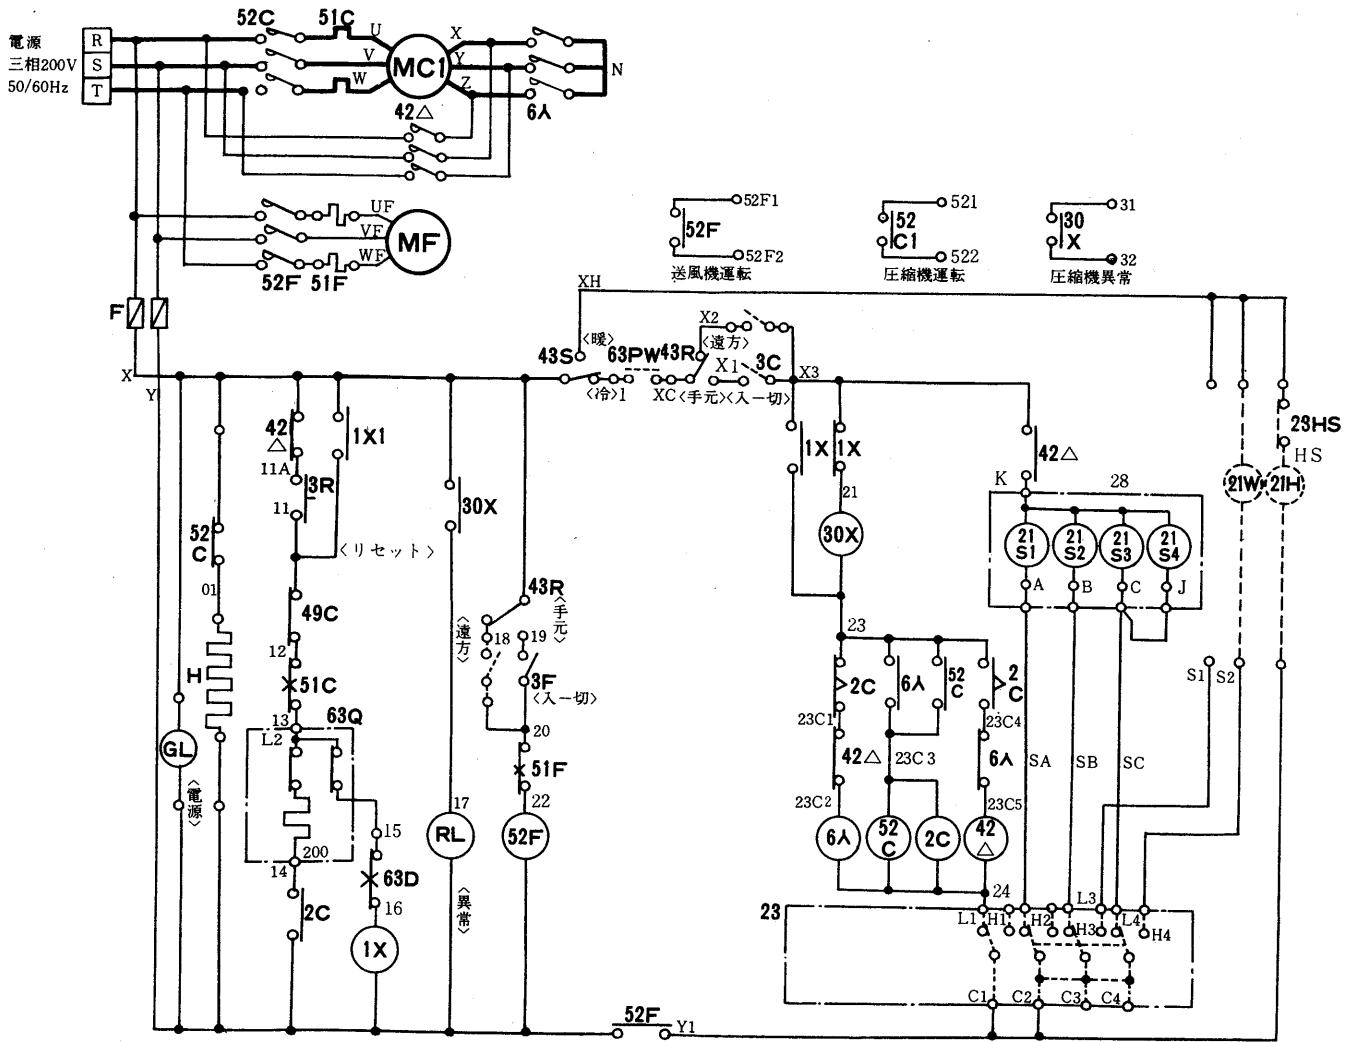 52C 51C U X
電源 R V Y N
三相200V S MC1
50/60Hz T W Z
42△ 6人
UF
VF MF
WF
52F 51F
52F1 521 31
52F 52 C1 30 X
52F2 522 32
送風機運転 圧縮機運転 圧縮機異常
F
XH
X2
43S 〈暖〉 63PW 43R 〈遠方〉 3C
X1 X3
X 〈冷〉 1 XC 〈手元〉 〈入一切〉
Y
42 △ 1X1 1X 1X 42△ 23HS
11A HS
3R 30X 21 K 28 21W 21H
11
〈リセット〉
52 C 30X 21 S1 21 S2 21 S3 21 S4
01 A B C J
49C 43R
〈遠方〉 18 19 〈手元〉
12 23
H 51C 3F 〈入一切〉 2C 6人 52 C 2 C S1 S2
13 63Q 20 23C1 23C4
L2
GL 51F 42△ 23C3 6人 SA SB SC
〈電源〉 17 22 23C2 23C5
15 RL 52F 6人 52 C 2C 42 △
200
14 63D 24 L3
2C 16 〈異常〉 23 L1 H1 H2 H3 L4 H4
1X
C1 C2 C3 C4
52F Y1